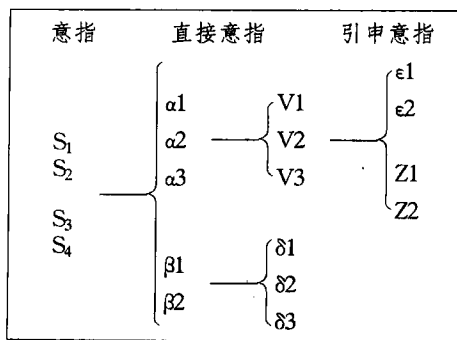 意指 直接意指 引申意指
ε1
α1 V1 ε2
S₁ α2 V2
S₂ α3 V3 Z1
S₃ Z2
S₄ δ1
β1 δ2
β2 δ3